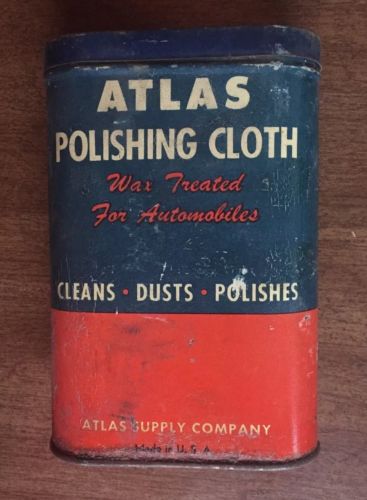 ATLAS
POLISHING CLOTH
Wax Treated
For Automobiles
CLEANS • DUSTS • POLISHES
ATLAS SUPPLY COMPANY
Made in U. S. A.